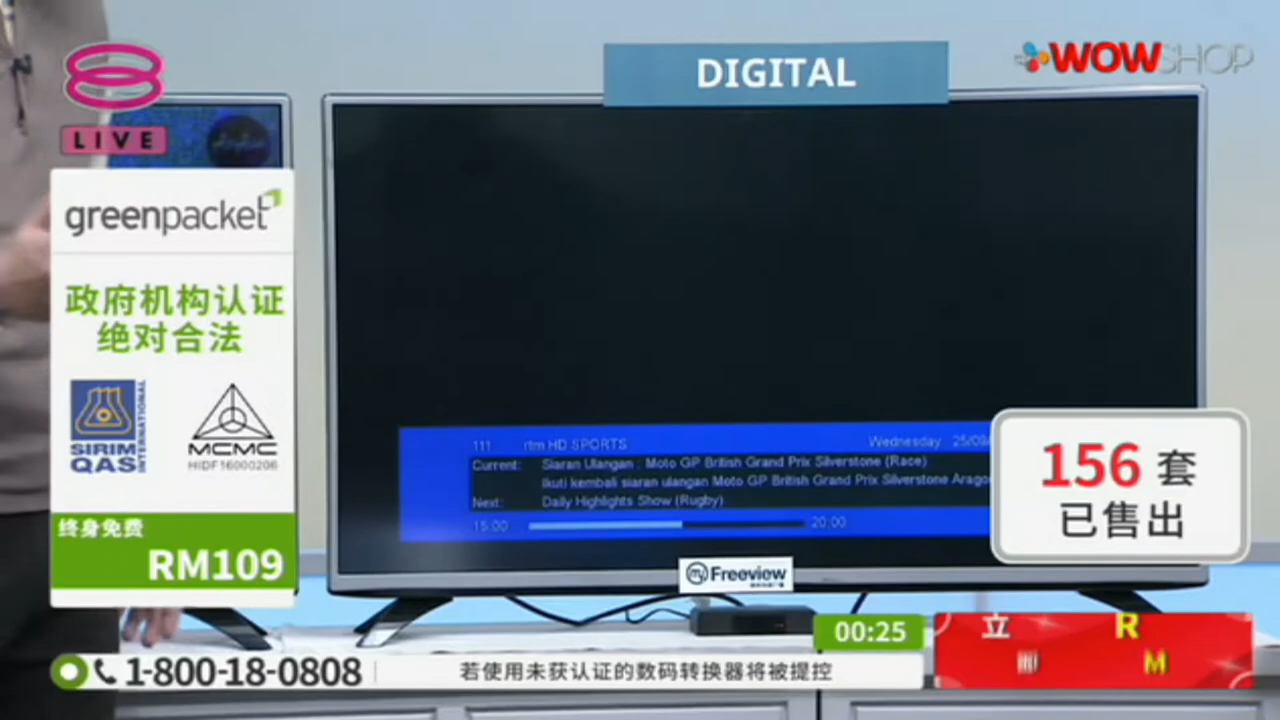 DIGITAL
WOWSHOP
LIVE
greenpacket
政府机构认证
绝对合法
SIRIM
QAS
INTERNATIONAL
MCMC
HIDF16000206
终身免费
RM109
111 rtm HD SPORTS Wednesday 25/09/
Current: Siaran Ulangan : Moto GP British Grand Prix Silverstone (Race)
Ikuti kembali siaran ulangan Moto GP British Grand Prix Silverstone Arago
Next: Daily Highlights Show (Rugby)
15:00 20:00
156 套
已售出
my Freeview
00:25
立 R
M
1-800-18-0808
若使用未获认证的数码转换器将被提控